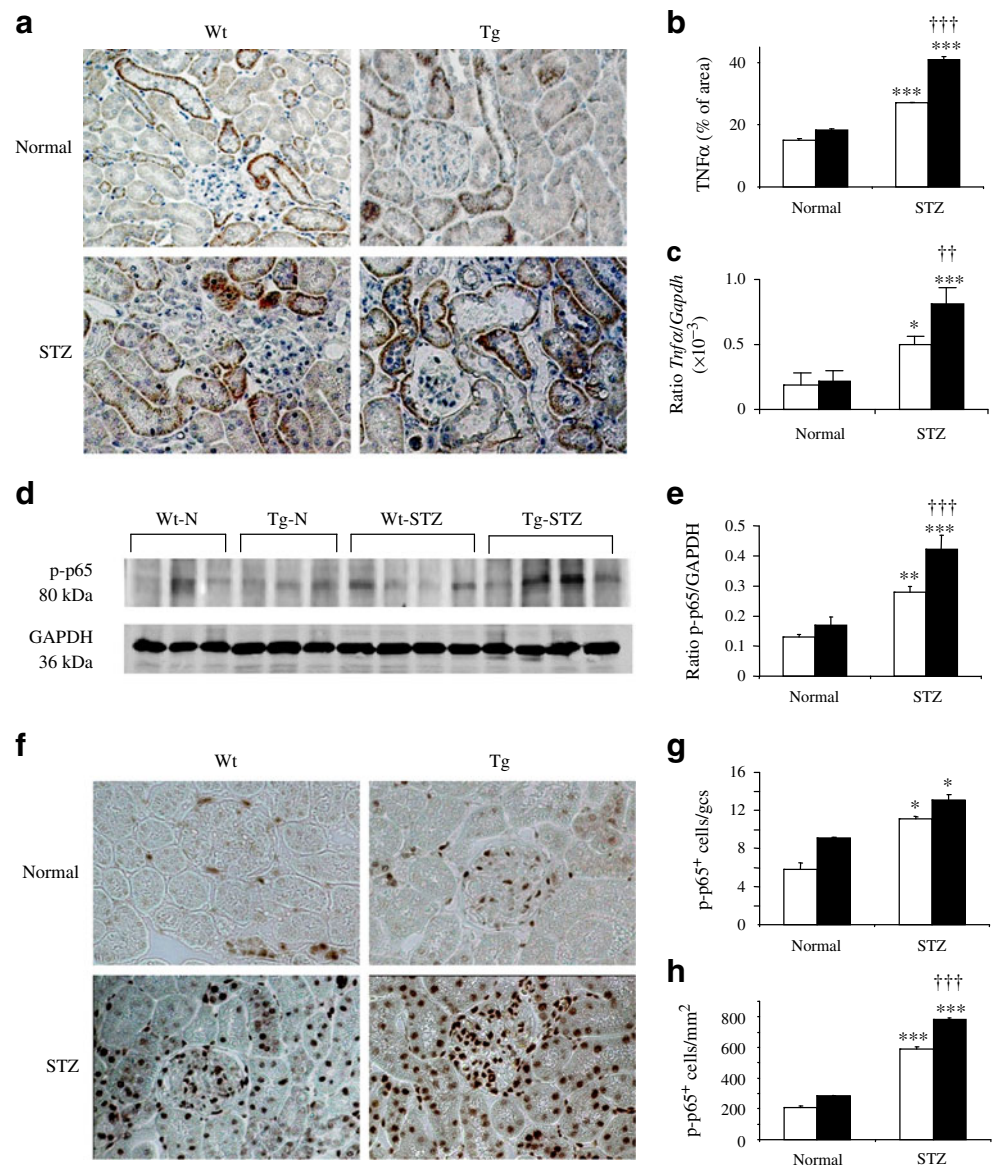 a
Wt Tg
Normal
STZ
b
TNFα (% of area)
40
20
0
***
†††
***
Normal STZ
c
Ratio Tnfα/Gapdh
(×10−3)
1.0
0.5
0
*
††
***
Normal STZ
d
Wt-N Tg-N Wt-STZ Tg-STZ
p-p65
80 kDa
GAPDH
36 kDa
e
Ratio p-p65/GAPDH
0.5
0.4
0.3
0.2
0.1
0
**
†††
***
Normal STZ
f
Wt Tg
Normal
STZ
g
p-p65+ cells/gcs
16
12
8
4
0
*
*
Normal STZ
h
p-p65+ cells/mm2
800
600
400
200
0
***
†††
***
Normal STZ